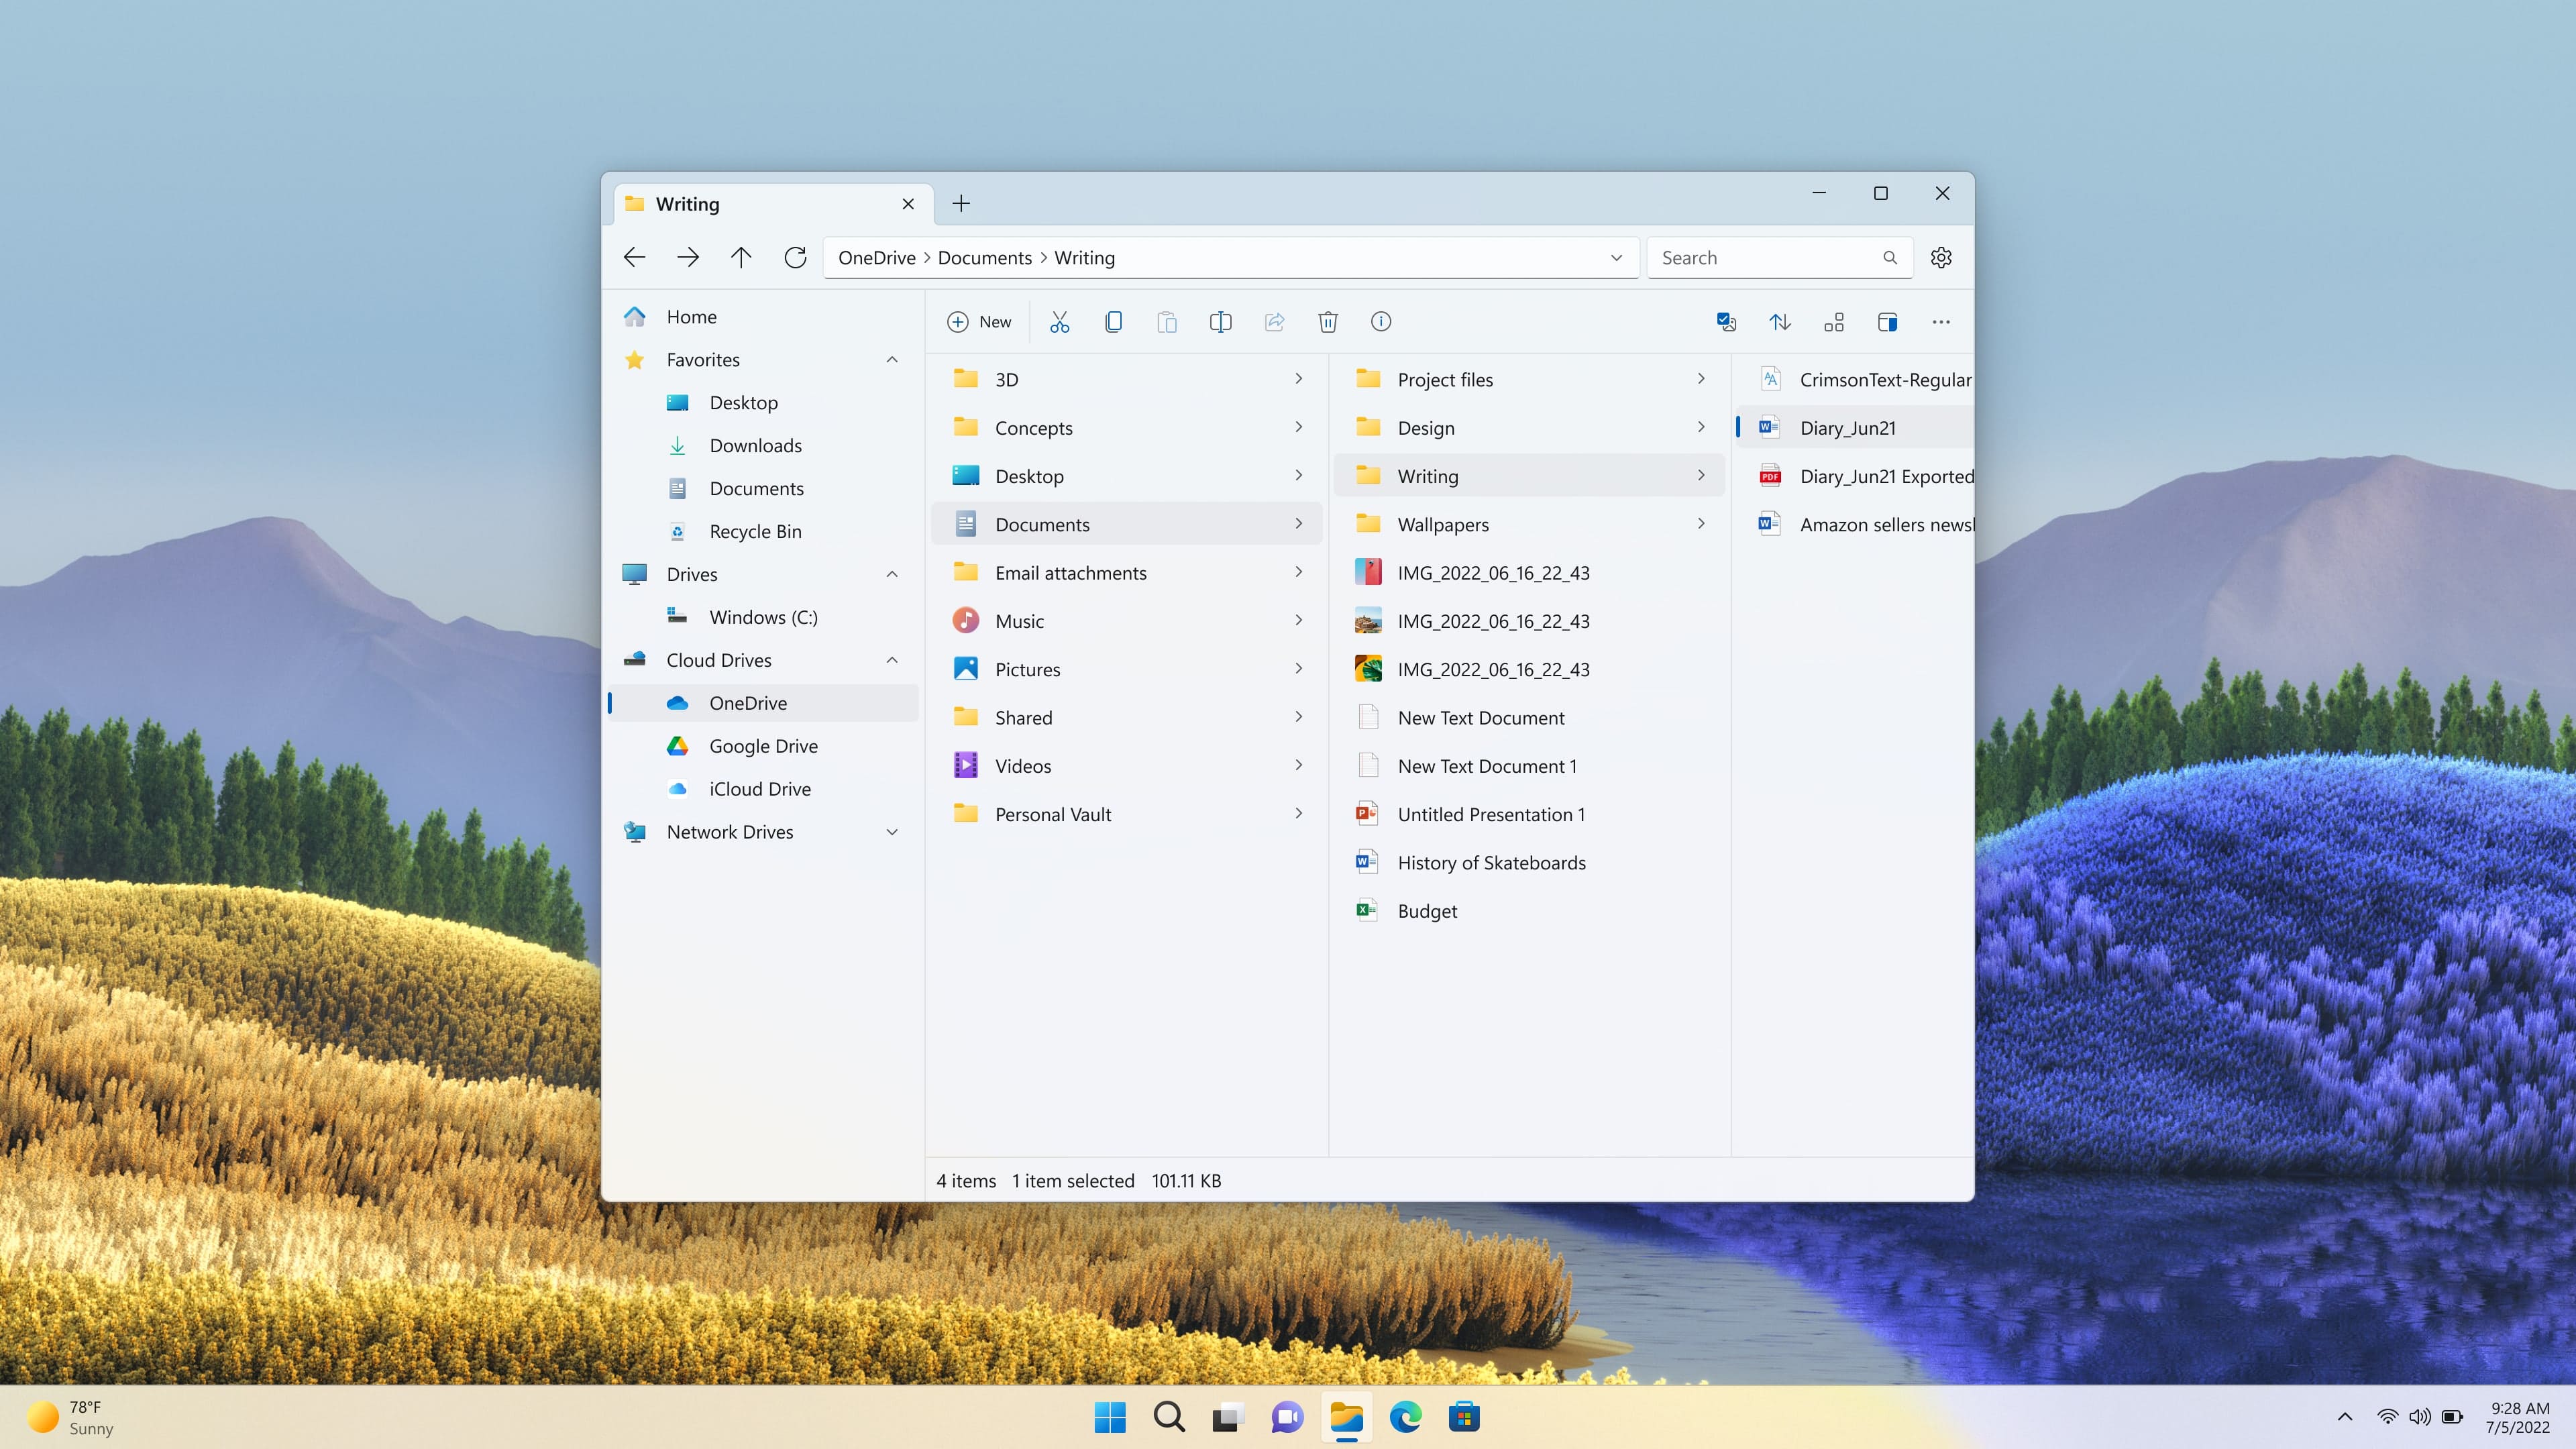 Writing
OneDrive > Documents > Writing
Search
Home
Favorites
Desktop
Downloads
Documents
Recycle Bin
Drives
Windows (C:)
Cloud Drives
OneDrive
Google Drive
iCloud Drive
Network Drives
New
3D
Concepts
Desktop
Documents
Email attachments
Music
Pictures
Shared
Videos
Personal Vault
Project files
Design
Writing
Wallpapers
IMG_2022_06_16_22_43
IMG_2022_06_16_22_43
IMG_2022_06_16_22_43
New Text Document
New Text Document 1
Untitled Presentation 1
History of Skateboards
Budget
CrimsonText-Regular
Diary_Jun21
Diary_Jun21 Exported
Amazon sellers newsl
4 items 1 item selected 101.11 KB
78°F
Sunny
9:28 AM
7/5/2022